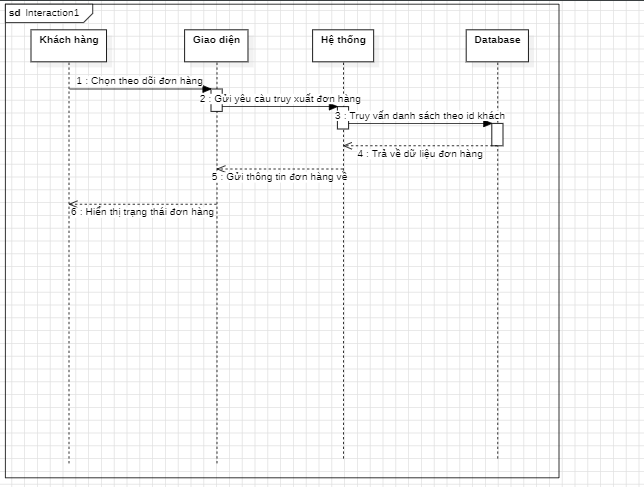 sd Interaction1
Khách hàng
Giao diện
Hệ thống
Database
1 : Chọn theo dõi đơn hàng
2 : Gửi yêu cầu truy xuất đơn hàng
3 : Truy vấn danh sách theo id khách
4 : Trả về dữ liệu đơn hàng
5 : Gửi thông tin đơn hàng về
6 : Hiển thị trạng thái đơn hàng